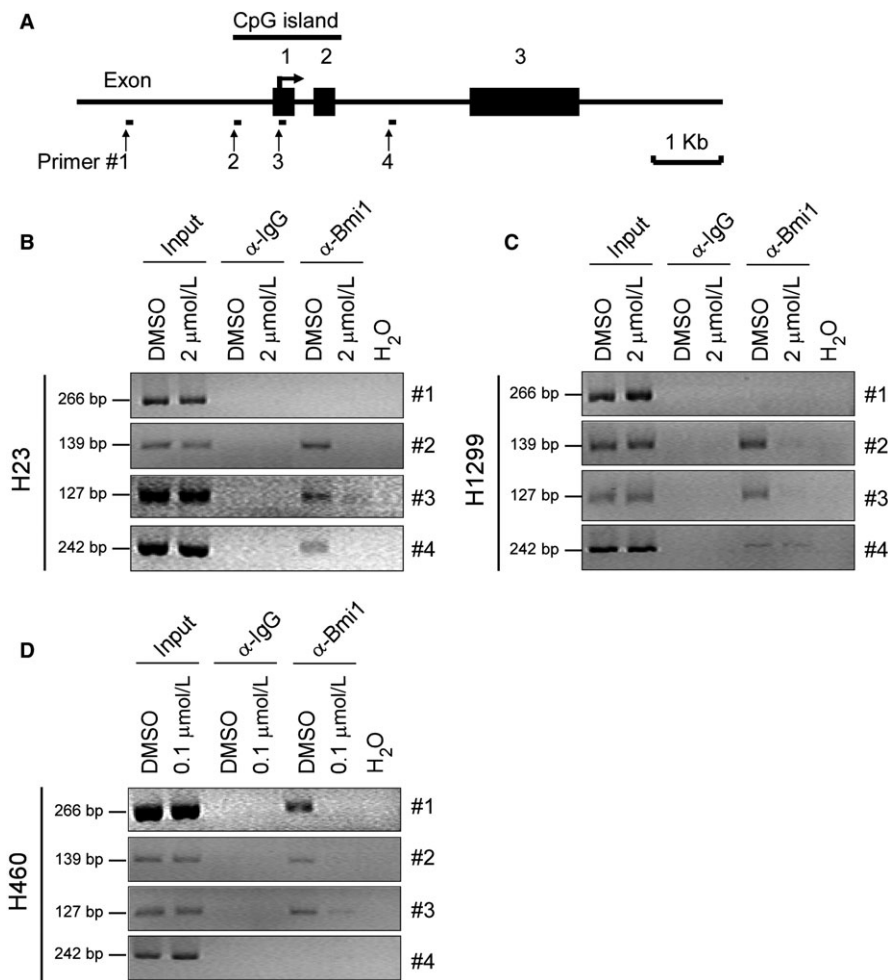 A
CpG island
1 2 3
Exon
Primer #1 2 3 4
1 Kb
B
Input α-IgG α-Bmi1
DMSO 2 μmol/L DMSO 2 μmol/L DMSO 2 μmol/L H2O
H23
266 bp #1
139 bp #2
127 bp #3
242 bp #4
C
Input α-IgG α-Bmi1
DMSO 2 μmol/L DMSO 2 μmol/L DMSO 2 μmol/L H2O
H1299
266 bp #1
139 bp #2
127 bp #3
242 bp #4
D
Input α-IgG α-Bmi1
DMSO 0.1 μmol/L DMSO 0.1 μmol/L DMSO 0.1 μmol/L H2O
H460
266 bp #1
139 bp #2
127 bp #3
242 bp #4